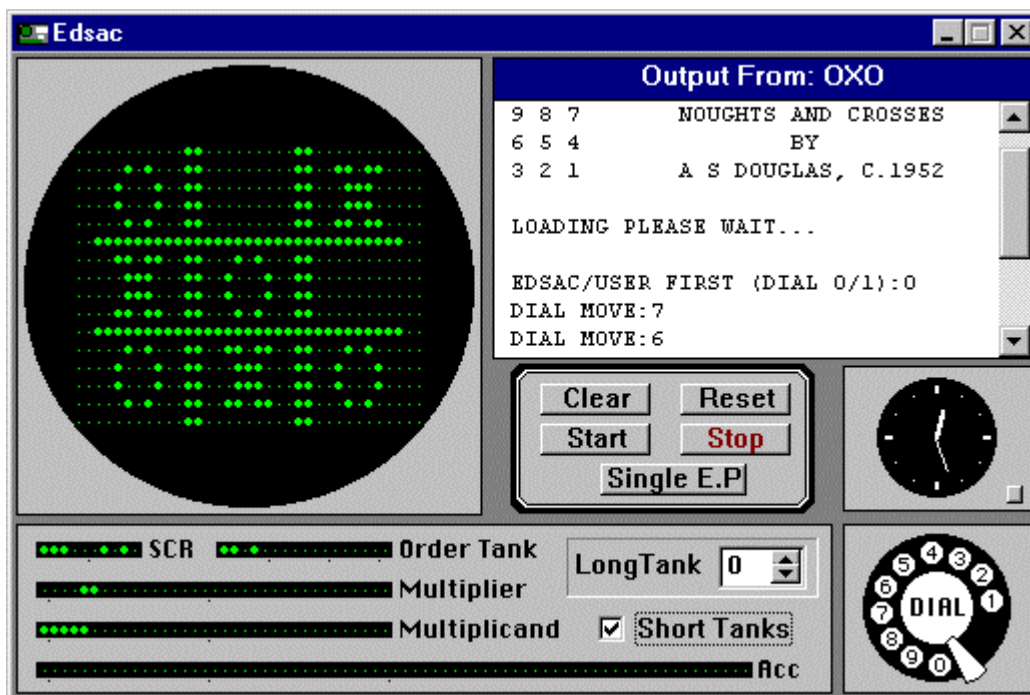 Edsac
Output From: OXO
9 8 7 NOUGHTS AND CROSSES
6 5 4 BY
3 2 1 A S DOUGLAS, C.1952
LOADING PLEASE WAIT...
EDSAC/USER FIRST (DIAL 0/1):0
DIAL MOVE:7
DIAL MOVE:6
Clear Reset
Start Stop
Single E.P
SCR Order Tank
LongTank 0
Multiplier
Multiplicand Short Tanks
Acc
4 3 2 1 5 6 7 8 9 0
DIAL